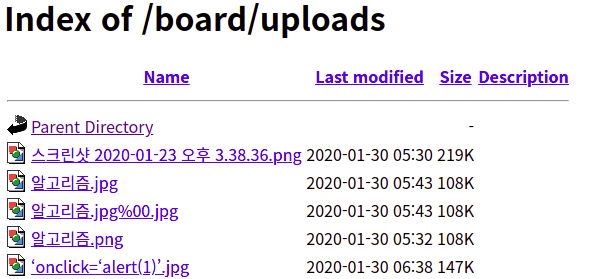 Index of /board/uploads
Name Last modified Size Description
Parent Directory -
스크린샷 2020-01-23 오후 3.38.36.png 2020-01-30 05:30 219K
알고리즘.jpg 2020-01-30 05:43 108K
알고리즘.jpg%00.jpg 2020-01-30 05:43 108K
알고리즘.png 2020-01-30 05:32 108K
‘onclick=‘alert(1)’.jpg 2020-01-30 06:38 147K